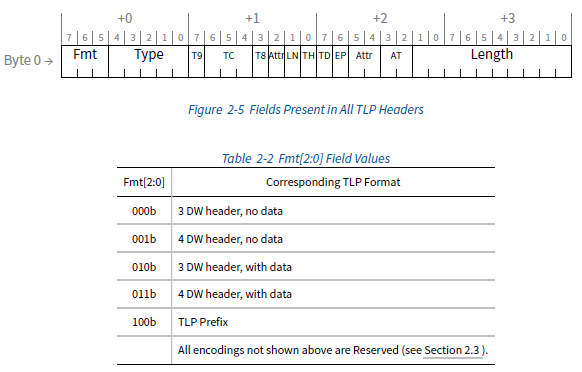 +0 +1 +2 +3
7 6 5 4 3 2 1 0 7 6 5 4 3 2 1 0 7 6 5 4 3 2 1 0 7 6 5 4 3 2 1 0
Byte 0 → Fmt Type T9 TC T8 Attr LN TH TD EP Attr AT Length
Figure 2-5 Fields Present in All TLP Headers
Table 2-2 Fmt[2:0] Field Values
Fmt[2:0] Corresponding TLP Format
000b 3 DW header, no data
001b 4 DW header, no data
010b 3 DW header, with data
011b 4 DW header, with data
100b TLP Prefix
All encodings not shown above are Reserved (see Section 2.3 ).